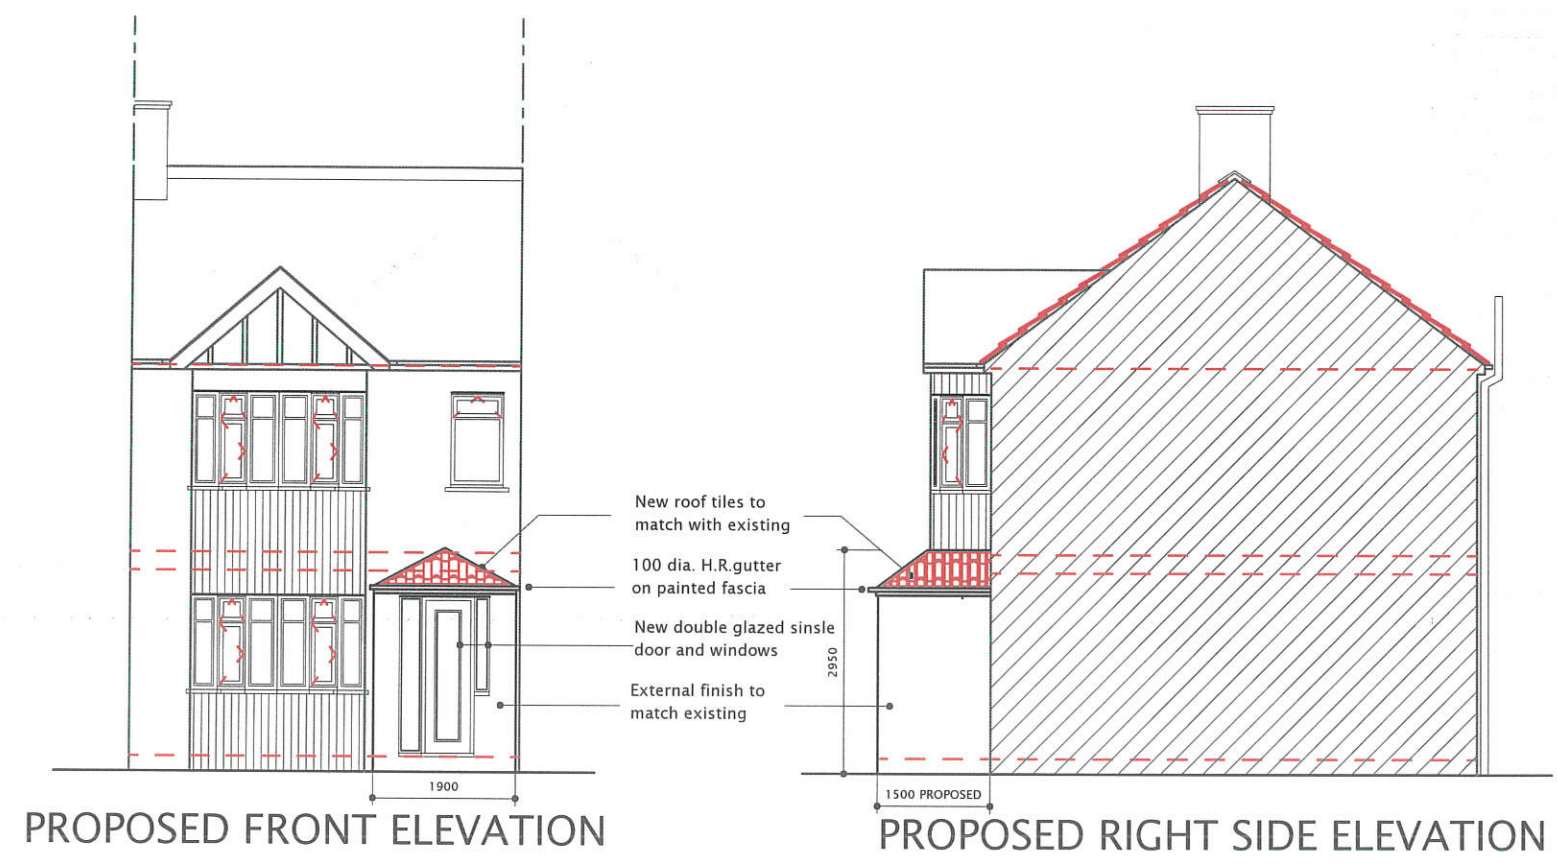 New roof tiles to
match with existing
100 dia. H.R.gutter
on painted fascia
New double glazed sinsle
door and windows
External finish to
match existing
2950
1900
1500 PROPOSED
PROPOSED FRONT ELEVATION
PROPOSED RIGHT SIDE ELEVATION